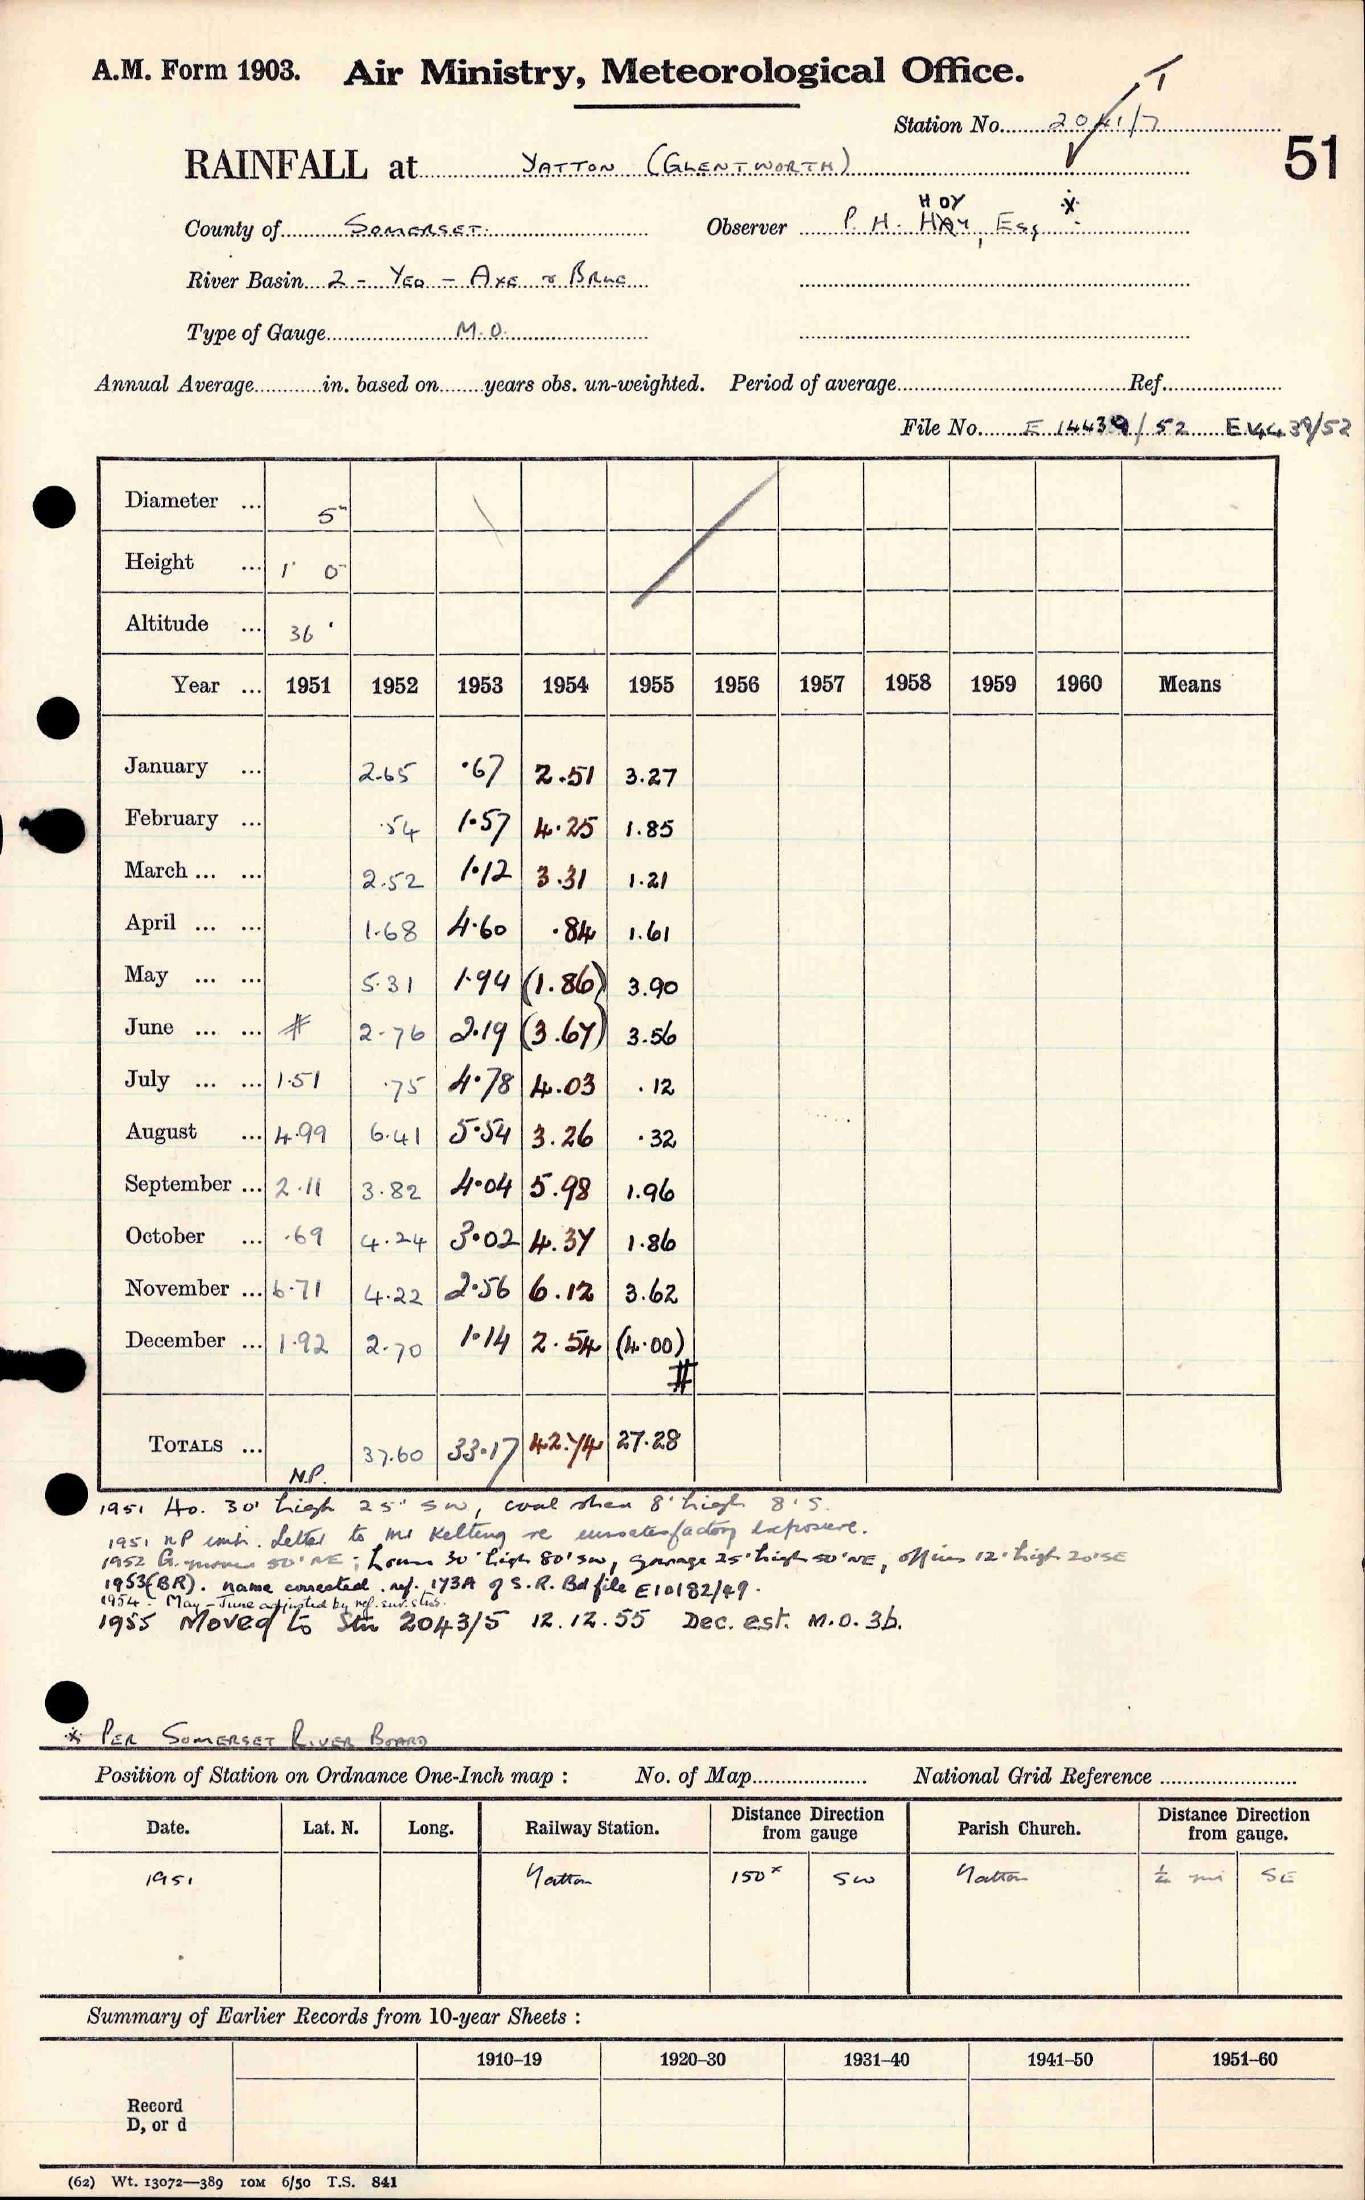 A.M. Form 1903. Air Ministry, Meteorological Office.
Station No. 2041/7
51
RAINFALL at YATTON (GLENTWORTH)
HOY *
County of SOMERSET. Observer P. H. HAY, Esq
River Basin 2 - YEO - AXE & BRUE
Type of Gauge M.O.
Annual Average in. based on years obs. un-weighted. Period of average Ref.
File No. E 14439/52 E14439/52
Diameter ... 5"
Height ... 1' 0"
Altitude ... 36'
Year ... 1951 1952 1953 1954 1955 1956 1957 1958 1959 1960 Means
January ... 2.65 .67 2.51 3.27
February ... .54 1.57 4.25 1.85
March ... ... 2.52 1.12 3.31 1.21
April ... ... 1.68 4.60 .84 1.61
May ... ... 5.31 1.94 (1.86) 3.90
June ... ... # 2.76 2.19 (3.67) 3.56
July ... ... 1.51 .75 4.78 4.03 .12
August ... 4.99 6.41 5.54 3.26 .32
September ... 2.11 3.82 4.04 5.98 1.96
October ... .69 4.24 3.02 4.37 1.86
November ... 6.71 4.22 2.56 6.12 3.62
December ... 1.92 2.70 1.14 2.54 (4.00)
#
TOTALS ... 37.60 33.17 42.74 27.28
N.P.
1951 Ho. 30' high 25' SW, coal shed 8' high 8' S.
1951 NP until. Letter to Mr Kelting re unsatisfactory exposure.
1952 G. moved 50' NE; house 30' high 80' SW, garage 25' high 50' NE, offices 12' high 20' SE
1953 (BR). name corrected. ref. 173A of S.R. Bd file E10182/49.
1954 - May - June adjusted by ref. sur. stns.
1955 Moved to Stn 2043/5 12.12.55 Dec. est. M.O. 3b.
* PER SOMERSET RIVER BOARD
Position of Station on Ordnance One-Inch map : No. of Map National Grid Reference
Date. Lat. N. Long. Railway Station. Distance Direction from gauge Parish Church. Distance Direction from gauge.
1951 Yatton 150x SW Yatton ½ mi SE
Summary of Earlier Records from 10-year Sheets :
1910–19 1920–30 1931–40 1941–50 1951–60
Record
D, or d
(62) Wt. 13072—389 10M 6/50 T.S. 841